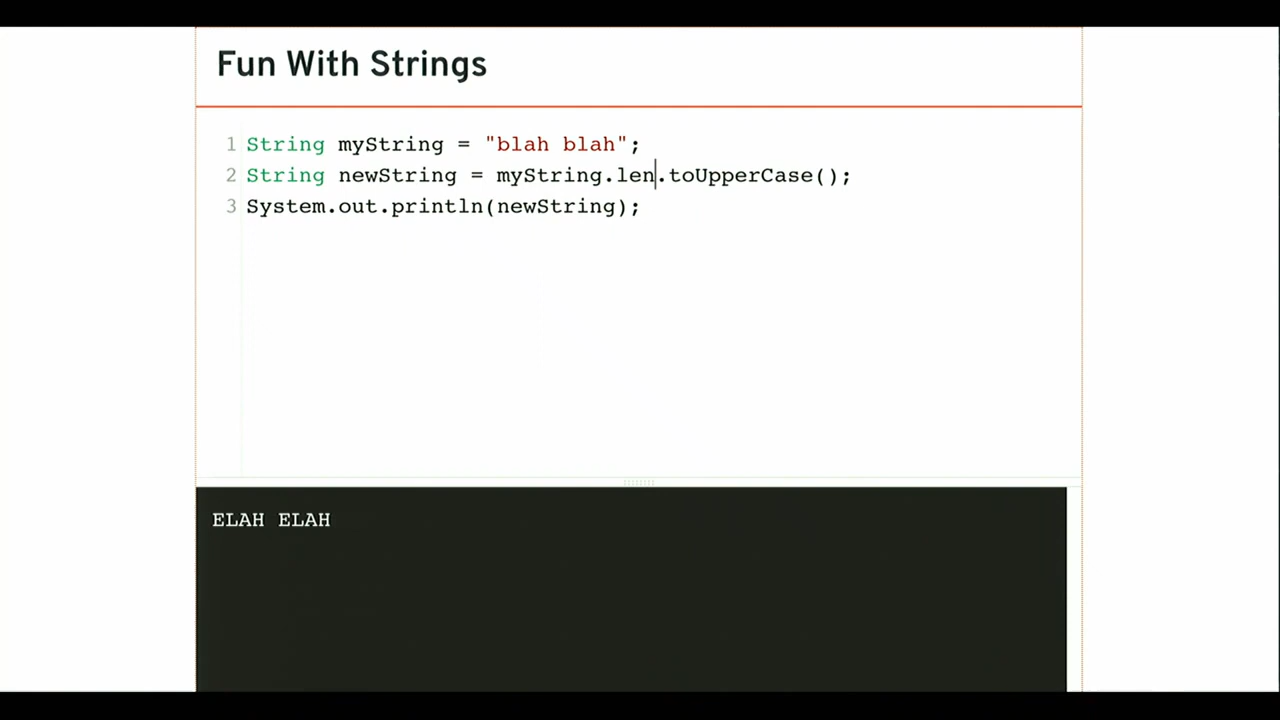 Fun With Strings
1 String myString = "blah blah";
2 String newString = myString.len.toUpperCase();
3 System.out.println(newString);
ELAH ELAH